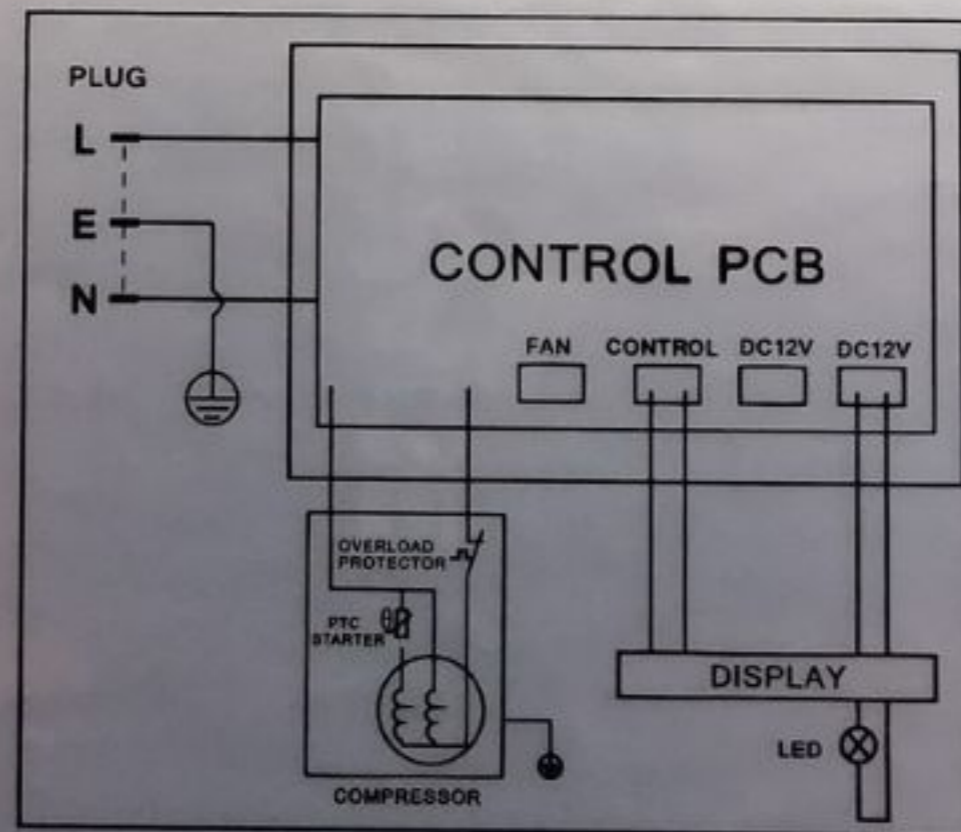 PLUG
L
E
N
CONTROL PCB
FAN
CONTROL
DC12V
DC12V
OVERLOAD
PROTECTOR
PTC
STARTER
θ
COMPRESSOR
DISPLAY
LED